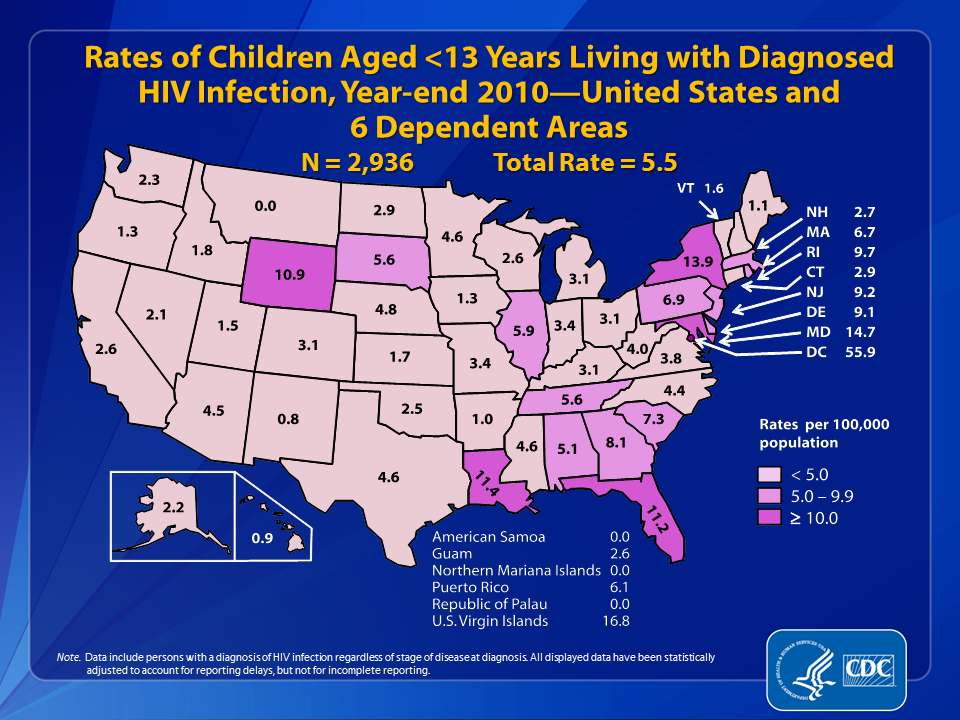 Rates of Children Aged <13 Years Living with Diagnosed
HIV Infection, Year-end 2010—United States and
6 Dependent Areas
N = 2,936 Total Rate = 5.5
VT 1.6
2.3
0.0
2.9
4.6
1.1
NH 2.7
MA 6.7
RI 9.7
CT 2.9
NJ 9.2
DE 9.1
MD 14.7
DC 55.9
1.3
1.8
10.9
5.6
2.6
3.1
13.9
2.1
1.5
4.8
1.3
5.9
3.4
3.1
6.9
2.6
3.1
1.7
3.4
3.1
4.0
3.8
4.5
0.8
2.5
1.0
5.6
4.4
4.6
4.6
5.1
8.1
7.3
11.4
11.2
2.2
0.9
Rates per 100,000
population
< 5.0
5.0 – 9.9
≥ 10.0
American Samoa 0.0
Guam 2.6
Northern Mariana Islands 0.0
Puerto Rico 6.1
Republic of Palau 0.0
U.S. Virgin Islands 16.8
Note. Data include persons with a diagnosis of HIV infection regardless of stage of disease at diagnosis. All displayed data have been statistically
adjusted to account for reporting delays, but not for incomplete reporting.
DEPARTMENT OF HEALTH & HUMAN SERVICES USA
CDC